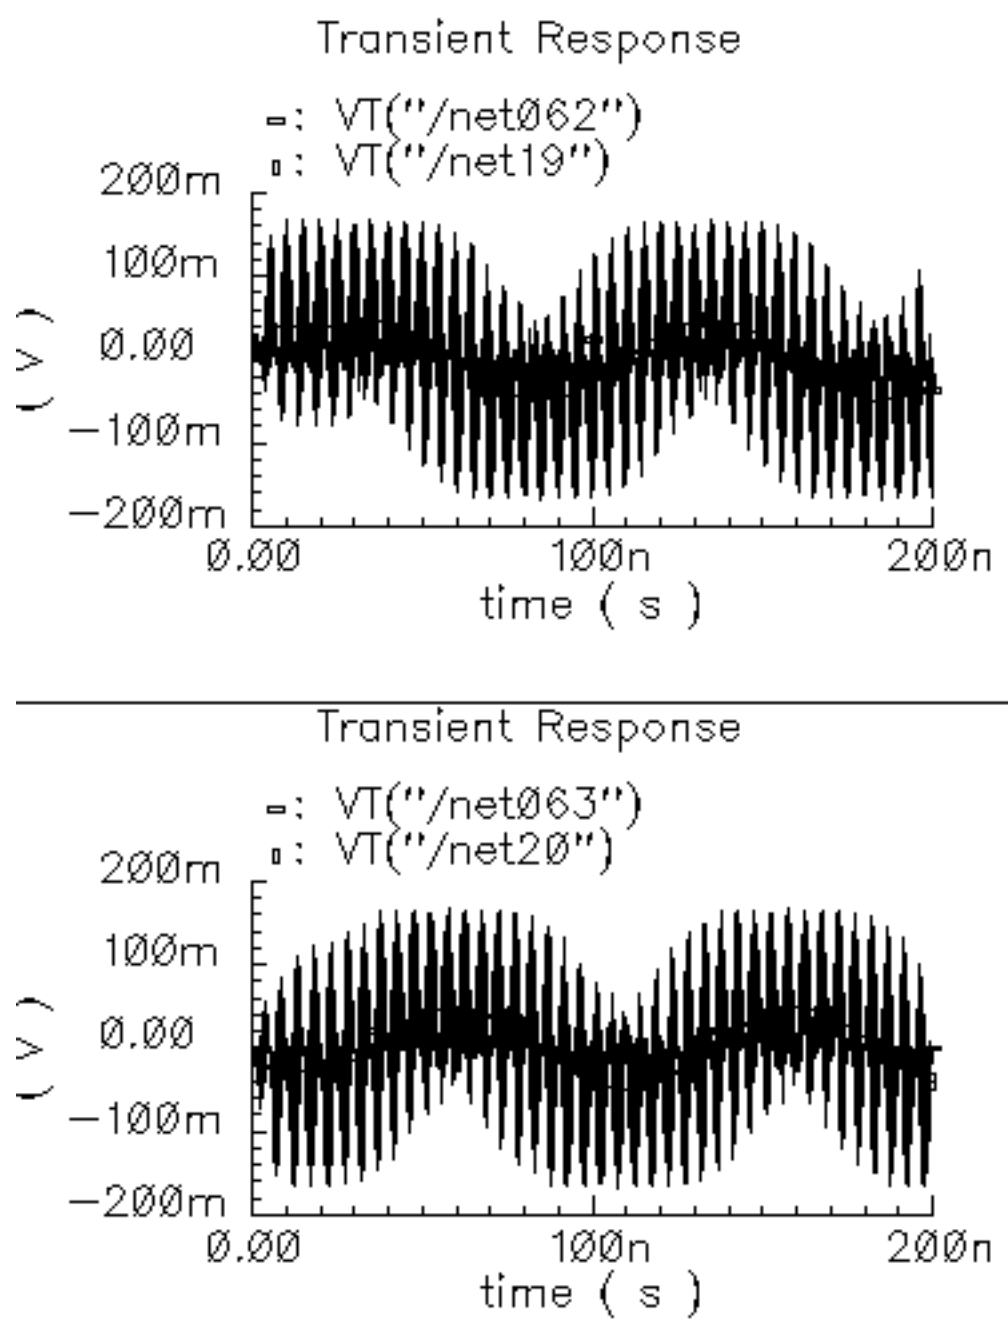 Transient Response
-: VT("/net062")
▯: VT("/net19")
200m
100m
0.00
-100m
-200m
( V )
0.00 100n 200n
time ( s )
Transient Response
-: VT("/net063")
▯: VT("/net20")
200m
100m
0.00
-100m
-200m
( V )
0.00 100n 200n
time ( s )